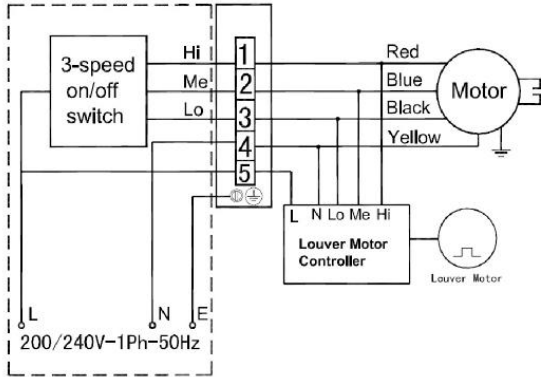 3-speed
on/off
switch
Hi
Me
Lo
1
2
3
4
5
Red
Blue
Black
Yellow
Motor
L N Lo Me Hi
Louver Motor
Controller
Louver Motor
L N E
200/240V-1Ph-50Hz